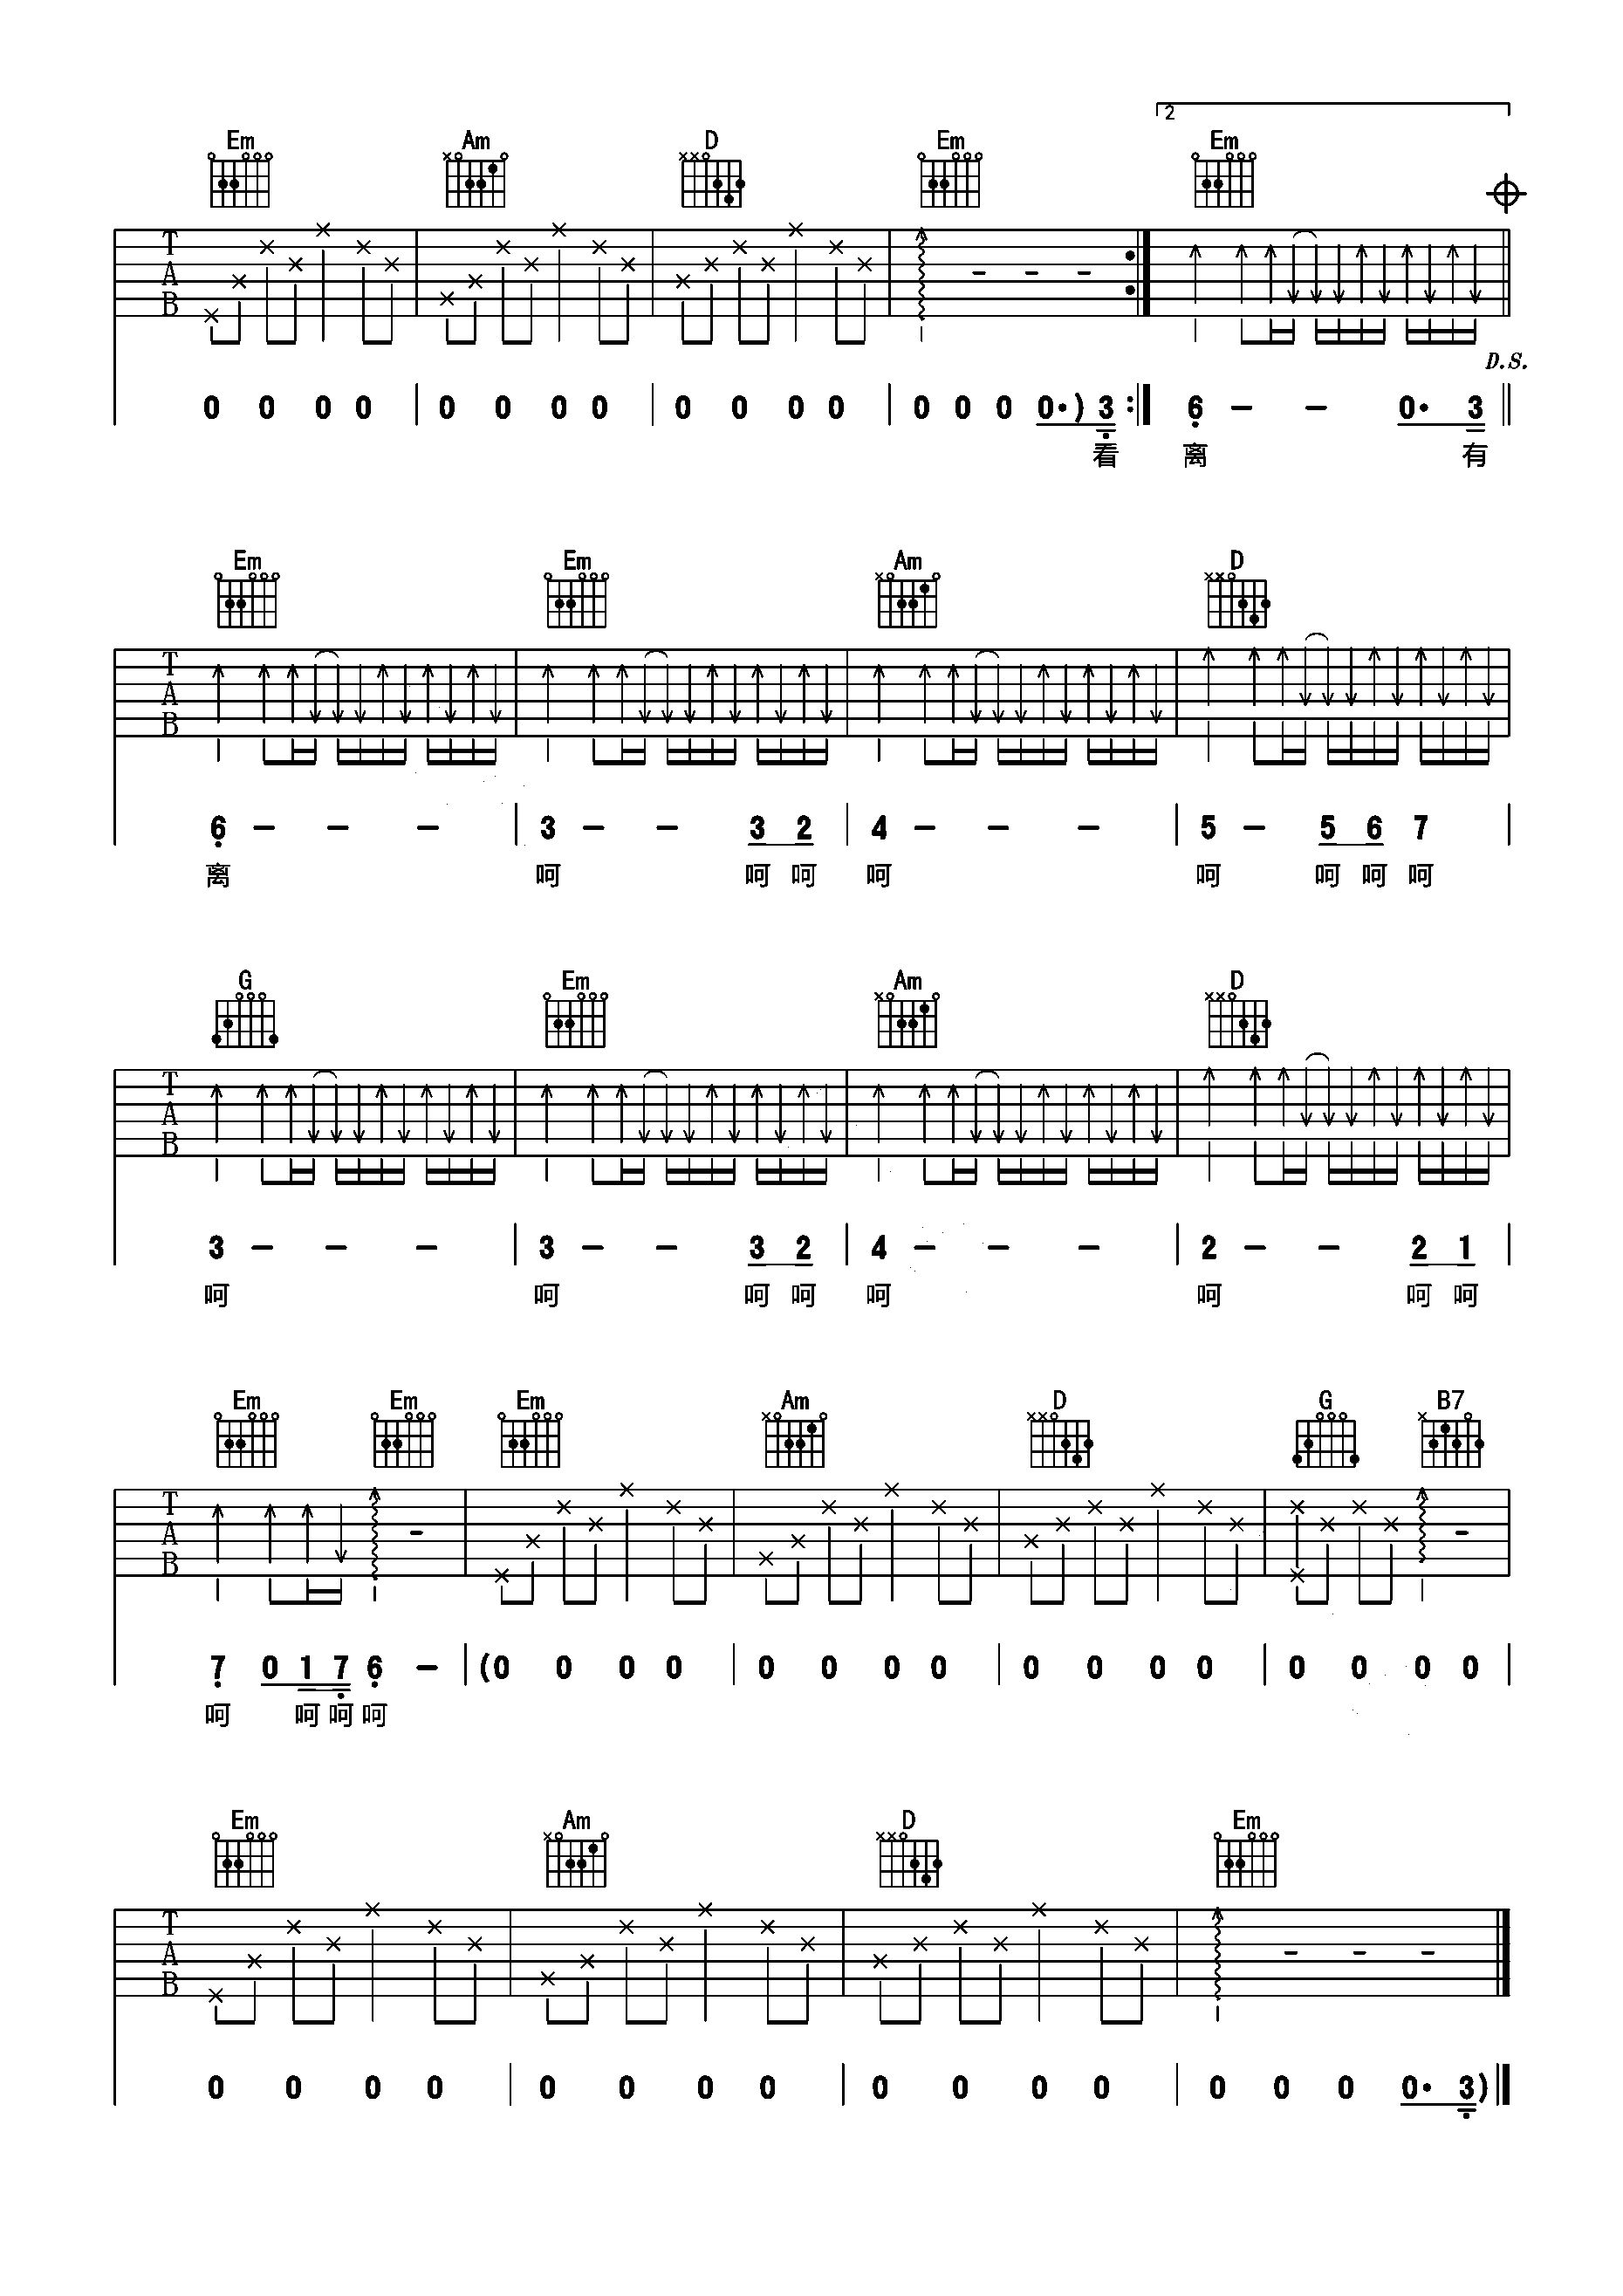 2
Em Am D Em Em
T
A
B
D.S.
0 0 0 0 | 0 0 0 0 | 0 0 0 0 | 0 0 0 0·) 3 :| 6 – – 0· 3 ||
看 离 有
Em Em Am D
T
A
B
6 – – – | 3 – – 3 2 | 4 – – – | 5 – 5 6 7 |
离 呵 呵 呵 呵 呵 呵 呵 呵
G Em Am D
T
A
B
3 – – – | 3 – – 3 2 | 4 – – – | 2 – – 2 1 |
呵 呵 呵 呵 呵 呵 呵 呵
Em Em Em Am D G B7
T
A
B
7 0 1 7 6 – | (0 0 0 0 | 0 0 0 0 | 0 0 0 0 | 0 0 0 0 |
呵 呵 呵 呵
Em Am D Em
T
A
B
0 0 0 0 | 0 0 0 0 | 0 0 0 0 | 0 0 0 0· 3) ||